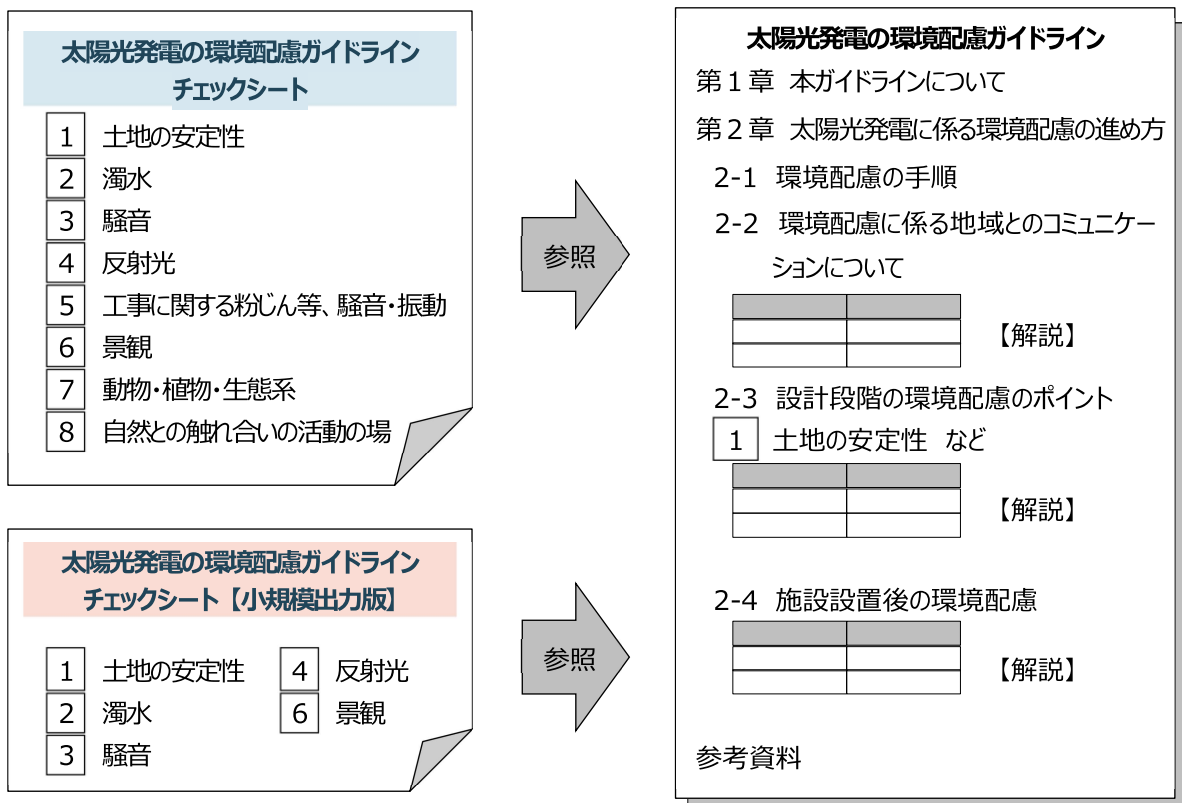 太陽光発電の環境配慮ガイドライン
チェックシート
1 土地の安定性
2 濁水
3 騒音
4 反射光
5 工事に関する粉じん等、騒音・振動
6 景観
7 動物・植物・生態系
8 自然との触れ合いの活動の場
太陽光発電の環境配慮ガイドライン
チェックシート【小規模出力版】
1 土地の安定性
2 濁水
3 騒音
4 反射光
6 景観
参照
参照
太陽光発電の環境配慮ガイドライン
第1章 本ガイドラインについて
第2章 太陽光発電に係る環境配慮の進め方
2-1 環境配慮の手順
2-2 環境配慮に係る地域とのコミュニケー
ションについて
【解説】
2-3 設計段階の環境配慮のポイント
1 土地の安定性 など
【解説】
2-4 施設設置後の環境配慮
【解説】
参考資料